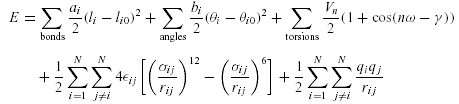 E = \sum_{\text{bonds}} \frac{a_i}{2}(l_i - l_{i0})^2 + \sum_{\text{angles}} \frac{b_i}{2}(\theta_i - \theta_{i0})^2 + \sum_{\text{torsions}} \frac{V_n}{2}(1 + \cos(n\omega - \gamma))
+ \frac{1}{2} \sum_{i=1}^{N} \sum_{j \neq i}^{N} 4\epsilon_{ij} \left[ \left( \frac{\alpha_{ij}}{r_{ij}} \right)^{12} - \left( \frac{\alpha_{ij}}{r_{ij}} \right)^{6} \right] + \frac{1}{2} \sum_{i=1}^{N} \sum_{j \neq i}^{N} \frac{q_i q_j}{r_{ij}}